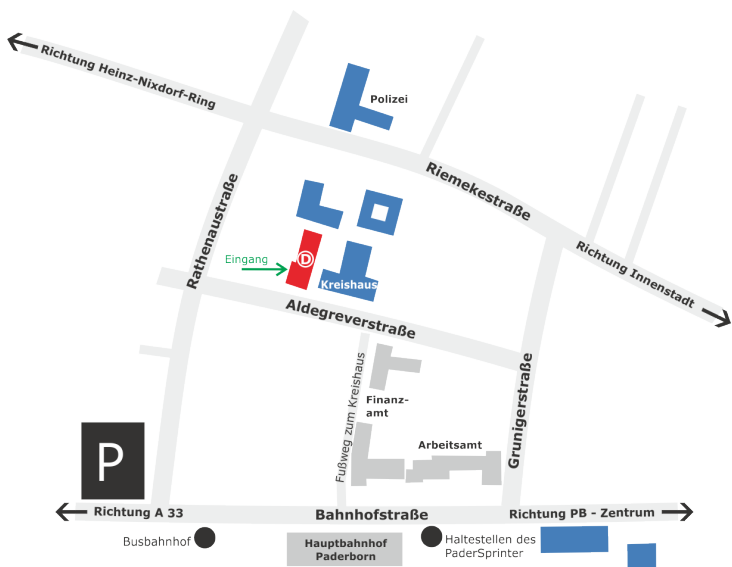 Richtung Heinz-Nixdorf-Ring
Polizei
Riemekestraße
Rathenaustraße
Eingang
D
Kreishaus
Richtung Innenstadt
Aldegreverstraße
Fußweg zum Kreishaus
Finanz-
amt
Grunigerstraße
Arbeitsamt
P
Richtung A 33
Bahnhofstraße
Richtung PB - Zentrum
Busbahnhof
Hauptbahnhof
Paderborn
Haltestellen des
PaderSprinter